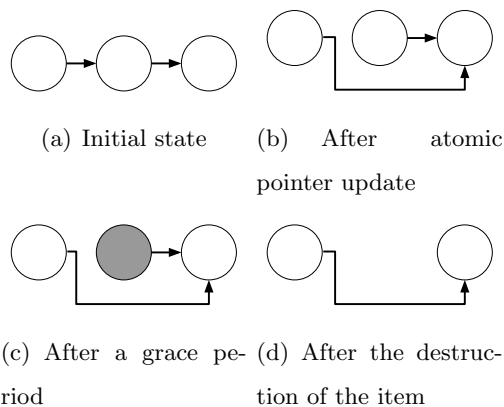 (a) Initial state
(b) After atomic
pointer update
(c) After a grace pe-
riod
(d) After the destruc-
tion of the item